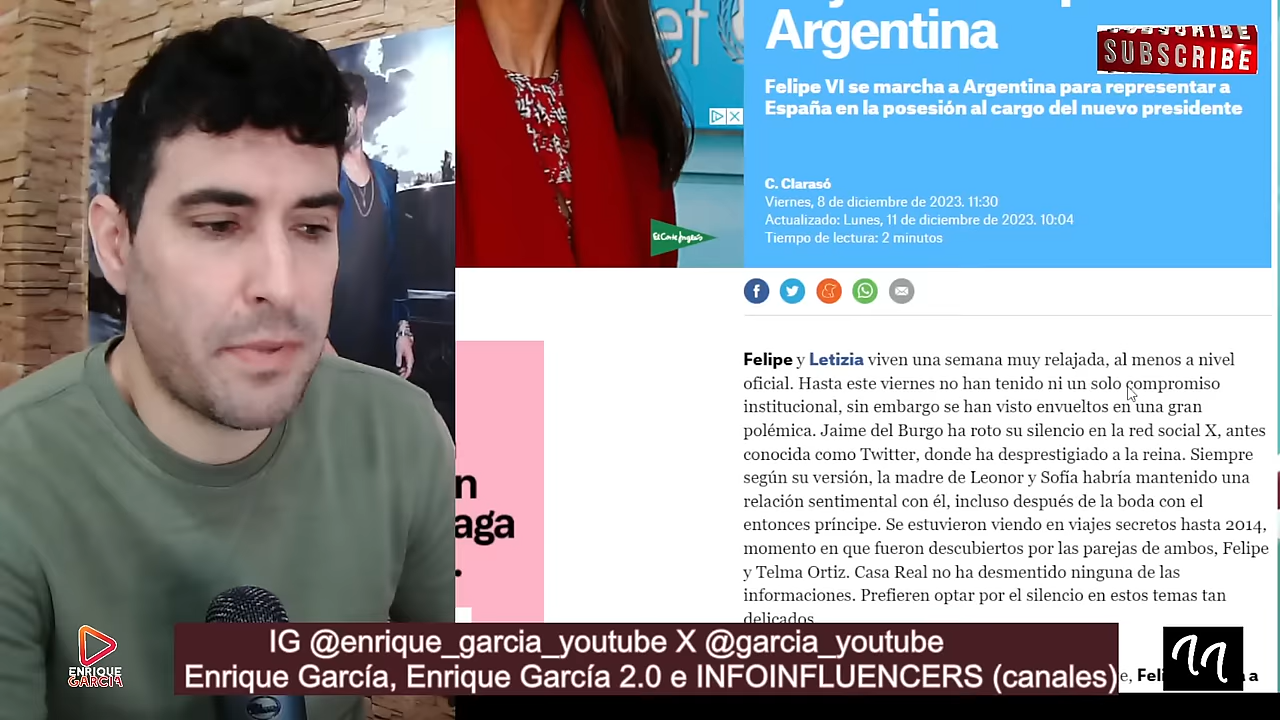 Argentina
SUBSCRIBE
SUBSCRIBE
Felipe VI se marcha a Argentina para representar a
España en la posesión al cargo del nuevo presidente
C. Clarasó
Viernes, 8 de diciembre de 2023. 11:30
Actualizado: Lunes, 11 de diciembre de 2023. 10:04
Tiempo de lectura: 2 minutos
El Corte Inglés
Felipe y Letizia viven una semana muy relajada, al menos a nivel
oficial. Hasta este viernes no han tenido ni un solo compromiso
institucional, sin embargo se han visto envueltos en una gran
polémica. Jaime del Burgo ha roto su silencio en la red social X, antes
conocida como Twitter, donde ha desprestigiado a la reina. Siempre
según su versión, la madre de Leonor y Sofía habría mantenido una
relación sentimental con él, incluso después de la boda con el
entonces príncipe. Se estuvieron viendo en viajes secretos hasta 2014,
momento en que fueron descubiertos por las parejas de ambos, Felipe
y Telma Ortiz. Casa Real no ha desmentido ninguna de las
informaciones. Prefieren optar por el silencio en estos temas tan
delicados.
n
aga
.
IG @enrique_garcia_youtube X @garcia_youtube
Enrique García, Enrique García 2.0 e INFOINFLUENCERS (canales)
ENRIQUE
GARCÍA
e, Feli a